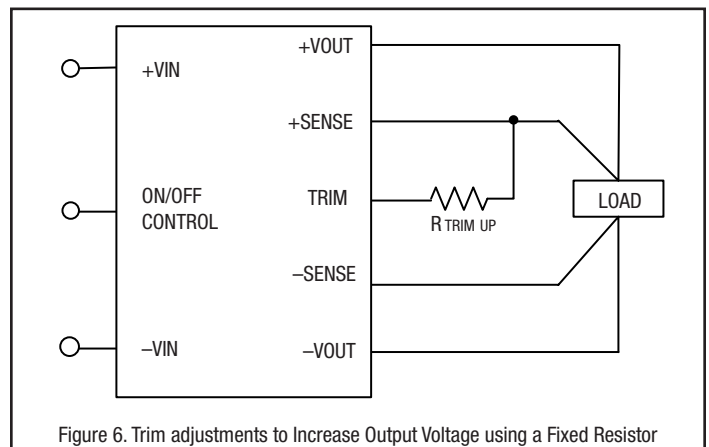 +VOUT
+VIN
+SENSE
ON/OFF
CONTROL
TRIM
R TRIM UP
LOAD
–SENSE
–VIN
–VOUT
Figure 6. Trim adjustments to Increase Output Voltage using a Fixed Resistor